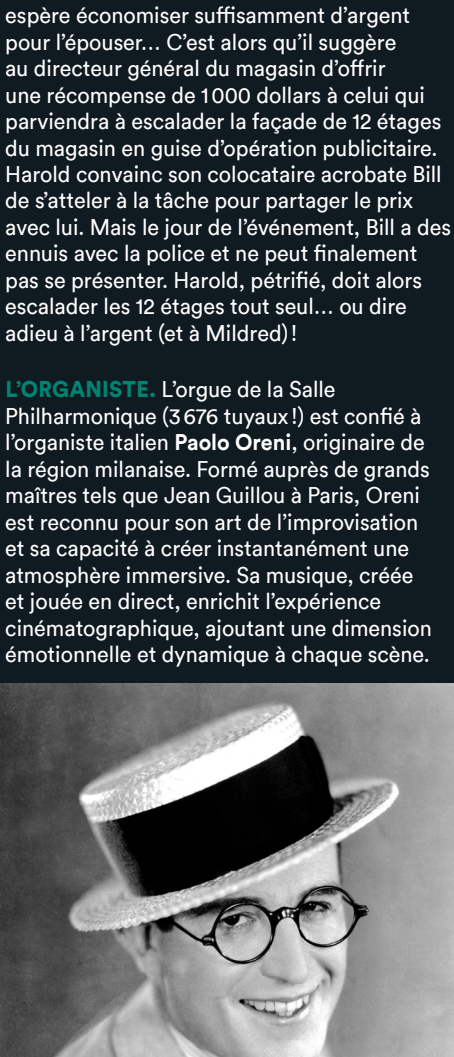 espère économiser suffisamment d’argent
pour l’épouser… C’est alors qu’il suggère
au directeur général du magasin d’offrir
une récompense de 1 000 dollars à celui qui
parviendra à escalader la façade de 12 étages
du magasin en guise d’opération publicitaire.
Harold convainc son colocataire acrobate Bill
de s’atteler à la tâche pour partager le prix
avec lui. Mais le jour de l’événement, Bill a des
ennuis avec la police et ne peut finalement
pas se présenter. Harold, pétrifié, doit alors
escalader les 12 étages tout seul… ou dire
adieu à l’argent (et à Mildred) !
L’ORGANISTE. L’orgue de la Salle
Philharmonique (3 676 tuyaux !) est confié à
l’organiste italien Paolo Oreni, originaire de
la région milanaise. Formé auprès de grands
maîtres tels que Jean Guillou à Paris, Oreni
est reconnu pour son art de l’improvisation
et sa capacité à créer instantanément une
atmosphère immersive. Sa musique, créée
et jouée en direct, enrichit l’expérience
cinématographique, ajoutant une dimension
émotionnelle et dynamique à chaque scène.